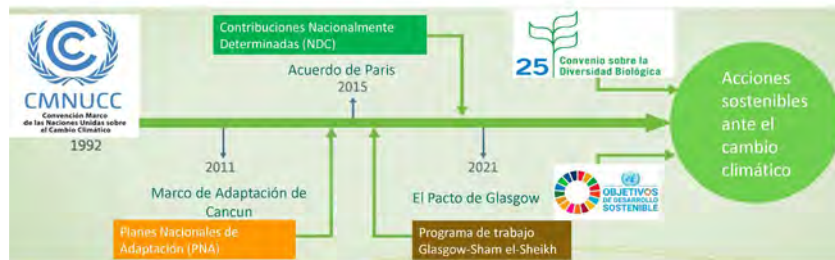 CMNUCC
Convención Marco
de las Naciones Unidas sobre
el Cambio Climático
1992
Contribuciones Nacionalmente
Determinadas (NDC)
Acuerdo de Paris
2015
2011
Marco de Adaptación de
Cancun
Planes Nacionales de
Adaptación (PNA)
2021
El Pacto de Glasgow
Programa de trabajo
Glasgow-Sham el-Sheikh
25 Convenio sobre la
Diversidad Biológica
OBJETIVOS
DE DESARROLLO
SOSTENIBLE
Acciones
sostenibles
ante el
cambio
climático